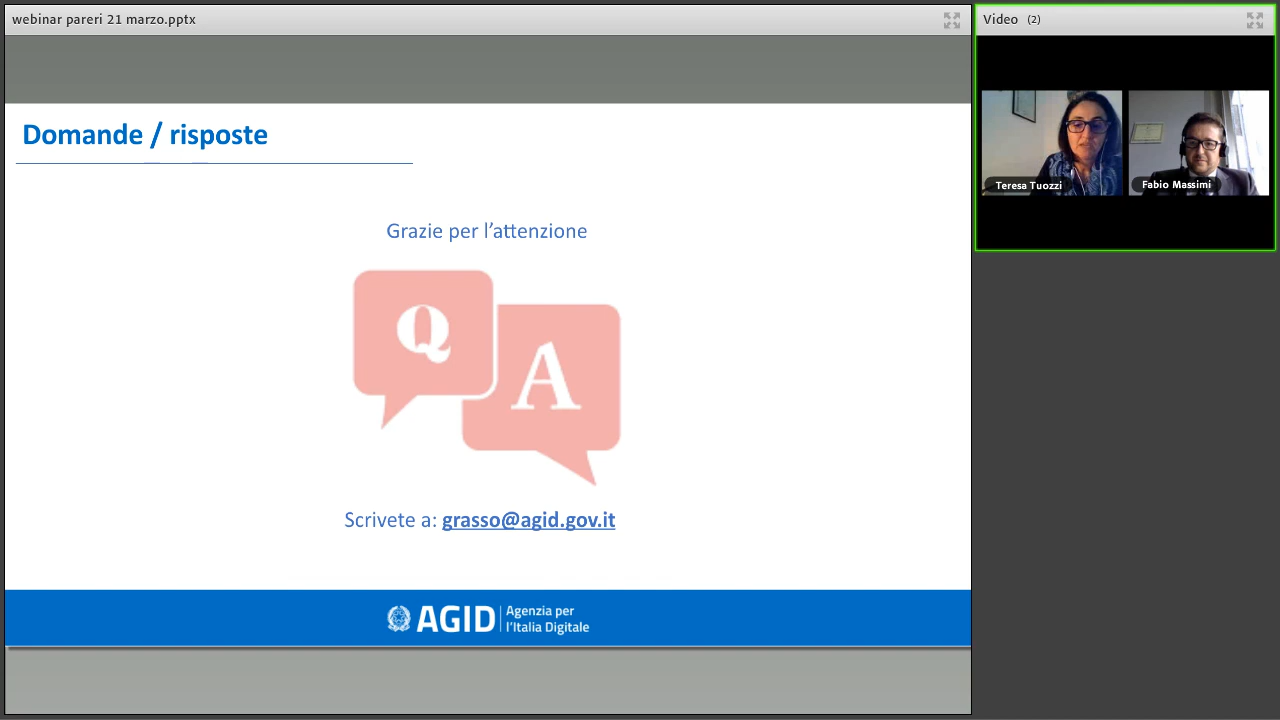 webinar pareri 21 marzo.pptx
Video (2)
Domande / risposte
Grazie per l'attenzione
Q
A
Scrivete a: grasso@agid.gov.it
AGID
Agenzia per
l'Italia Digitale
Teresa Tuozzi
Fabio Massimi